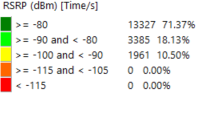 RSRP (dBm) [Time/s]
>= -80 13327 71.37%
>= -90 and < -80 3385 18.13%
>= -100 and < -90 1961 10.50%
>= -115 and < -105 0 0.00%
< -115 0 0.00%